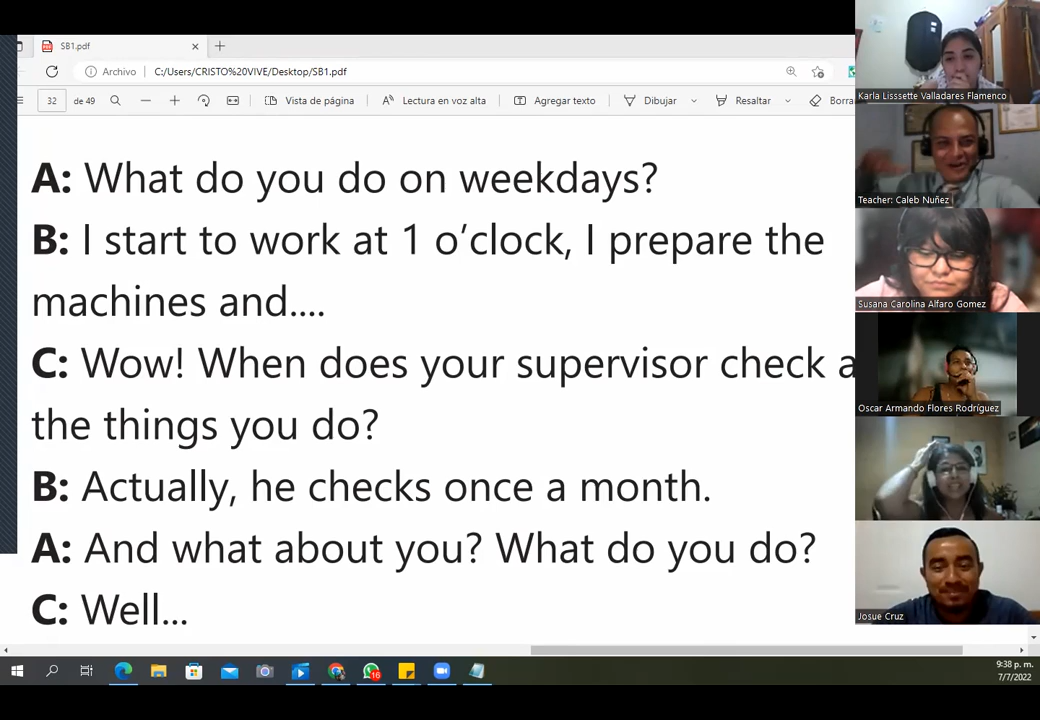 SB1.pdf
Archivo
C:/Users/CRISTO%20VIVE/Desktop/SB1.pdf
32 de 49
Vista de página
Lectura en voz alta
Agregar texto
Dibujar
Resaltar
Borra
A: What do you do on weekdays?
B: I start to work at 1 o’clock, I prepare the
machines and....
C: Wow! When does your supervisor check a
the things you do?
B: Actually, he checks once a month.
A: And what about you? What do you do?
C: Well...
Karla Lisssette Valladares Flamenco
Teacher: Caleb Nuñez
Susana Carolina Alfaro Gomez
Oscar Armando Flores Rodríguez
Josue Cruz
16
9:38 p. m.
7/7/2022